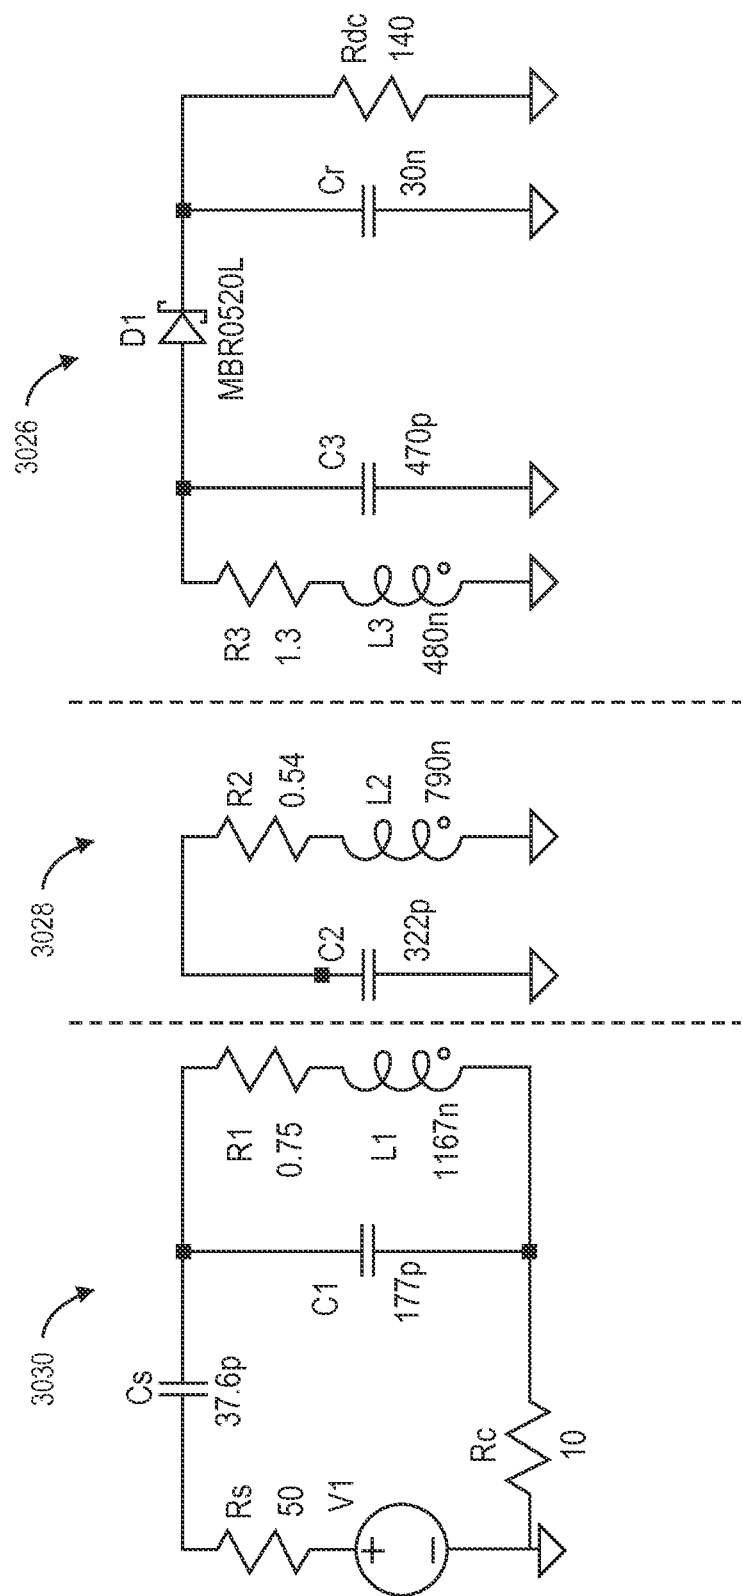 3030
Cs
37.6p
Rs
50
V1
Rc
10
C1
177p
R1
0.75
L1
1167n
3028
C2
322p
R2
0.54
L2
790n
3026
R3
1.3
L3
480n
C3
470p
D1
MBR0520L
Cr
30n
Rdc
140